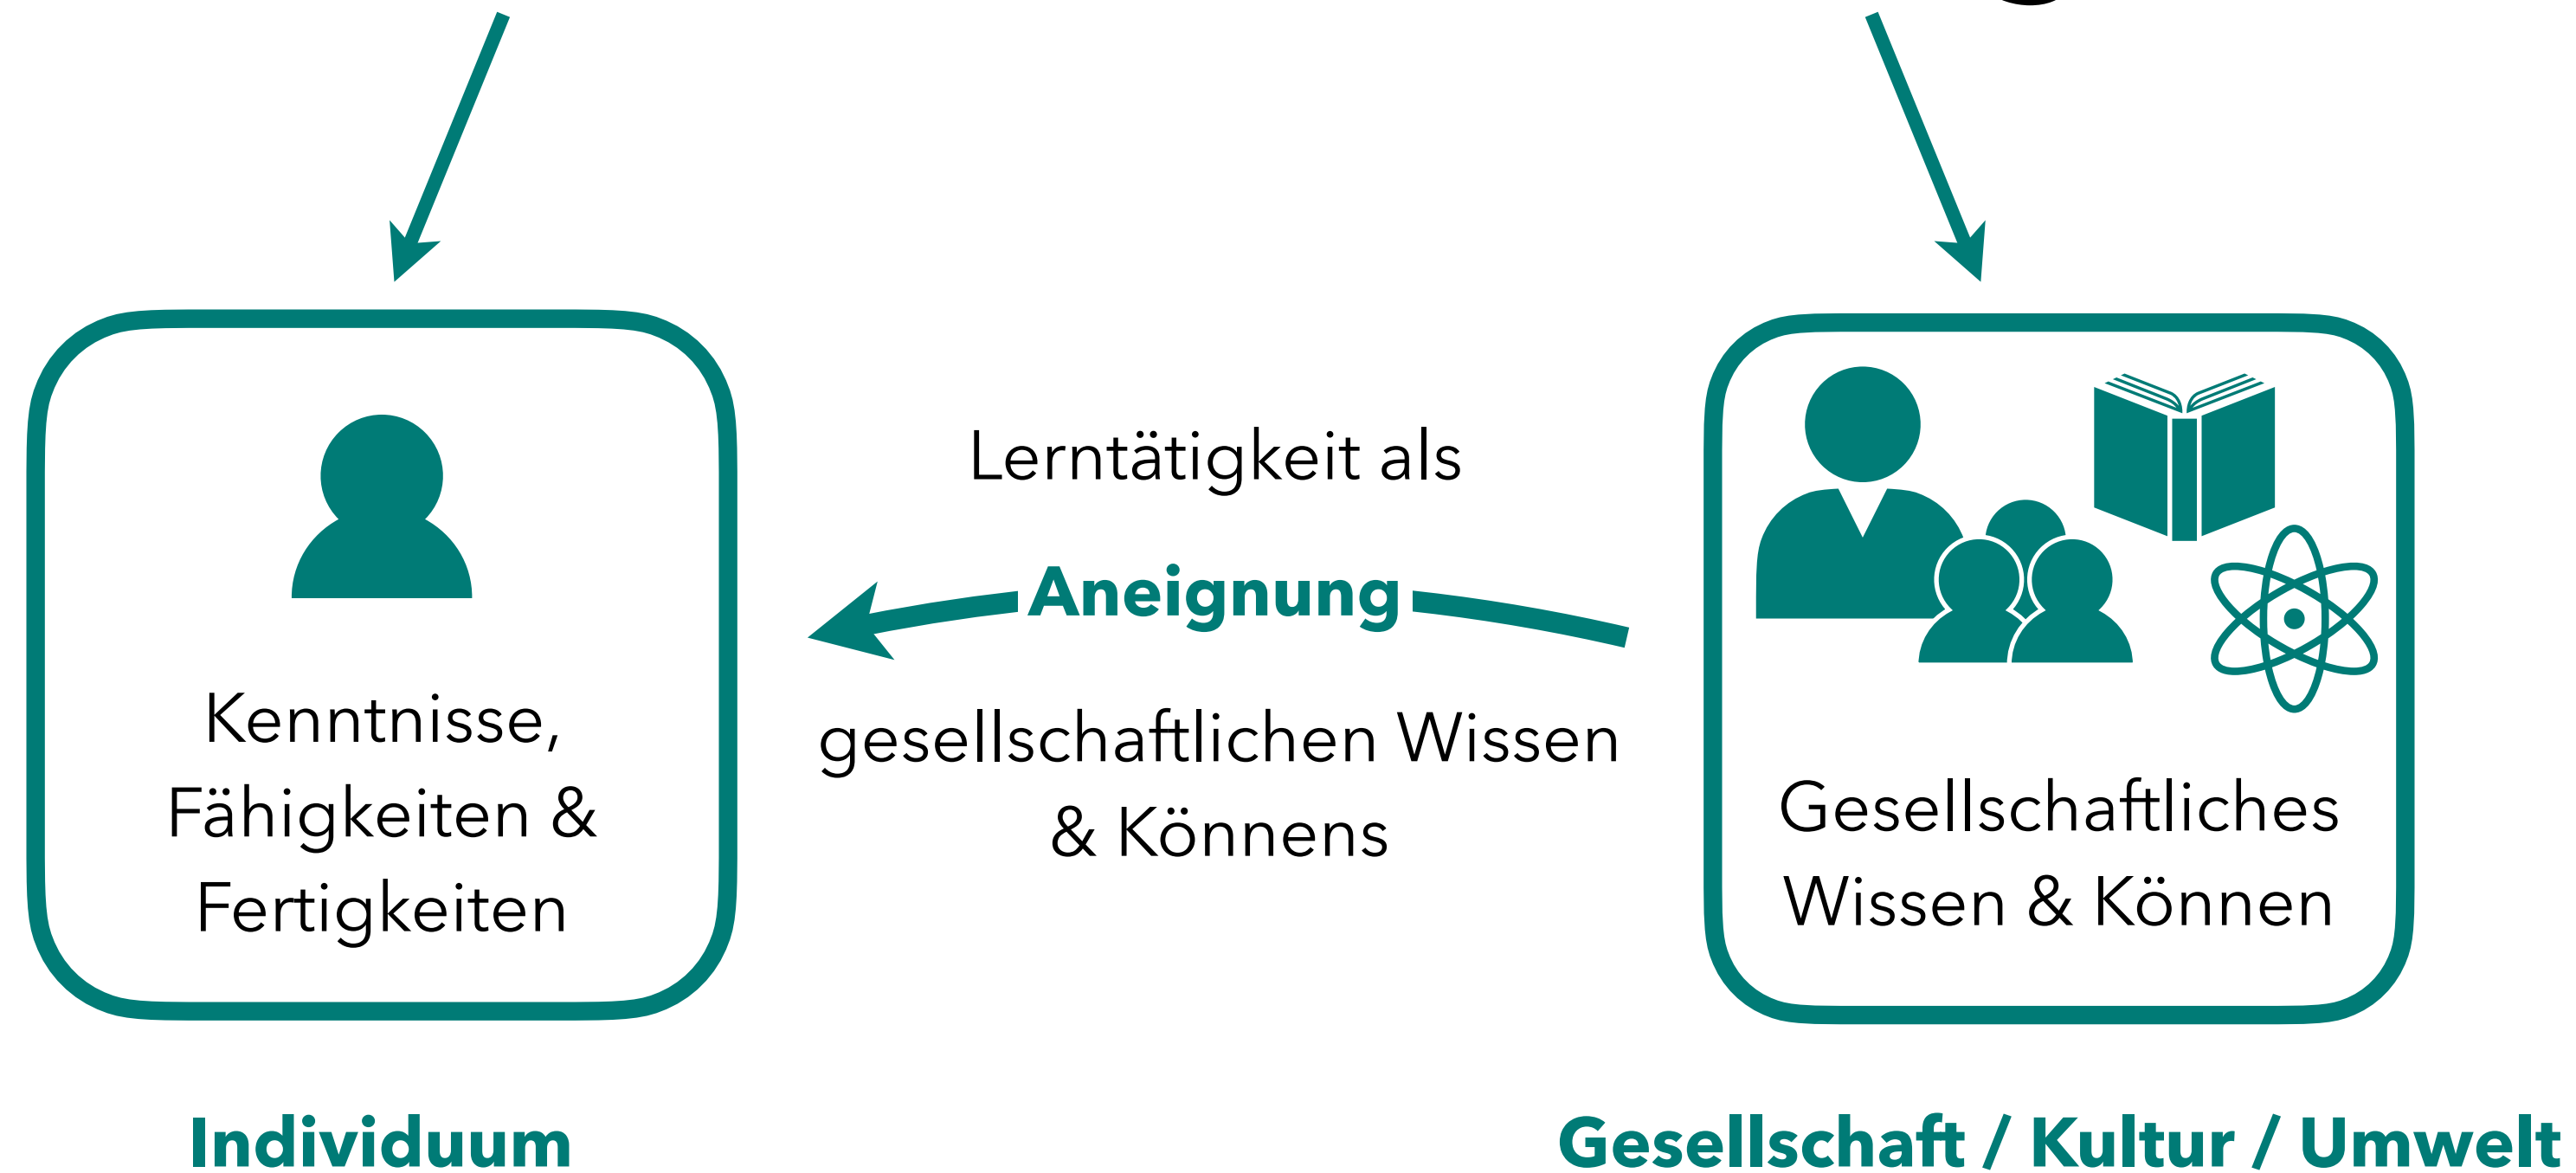 Lerntätigkeit als
Aneignung
gesellschaftlichen Wissen
& Könnens
Kenntnisse,
Fähigkeiten &
Fertigkeiten
Gesellschaftliches
Wissen & Können
Individuum
Gesellschaft / Kultur / Umwelt